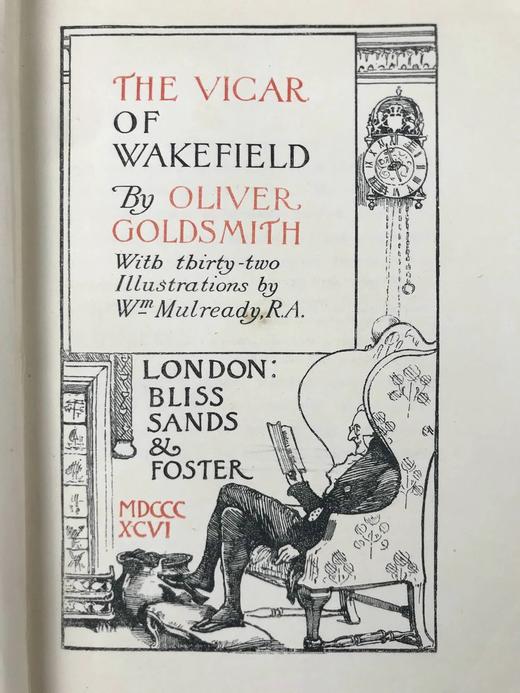 THE VICAR
OF
WAKEFIELD
By OLIVER
GOLDSMITH
With thirty-two
Illustrations by
Wm Mulready, R.A.
LONDON:
BLISS
SANDS
&
FOSTER
MDCCC
XCVI